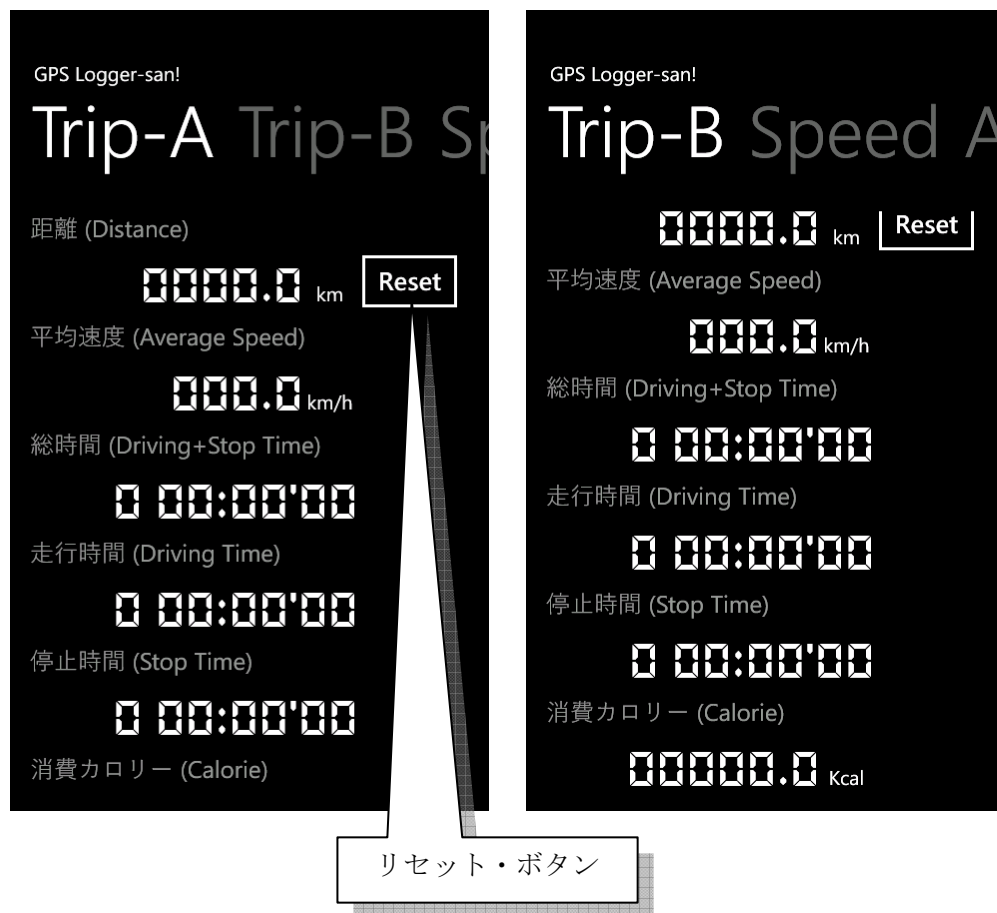 GPS Logger-san!
Trip-A Trip-B Sp
距離 (Distance)
0000.0 km Reset
平均速度 (Average Speed)
000.0 km/h
総時間 (Driving+Stop Time)
0 00:00'00
走行時間 (Driving Time)
0 00:00'00
停止時間 (Stop Time)
0 00:00'00
消費カロリー (Calorie)
GPS Logger-san!
Trip-B Speed A
0000.0 km Reset
平均速度 (Average Speed)
000.0 km/h
総時間 (Driving+Stop Time)
0 00:00'00
走行時間 (Driving Time)
0 00:00'00
停止時間 (Stop Time)
0 00:00'00
消費カロリー (Calorie)
00000.0 Kcal
リセット・ボタン